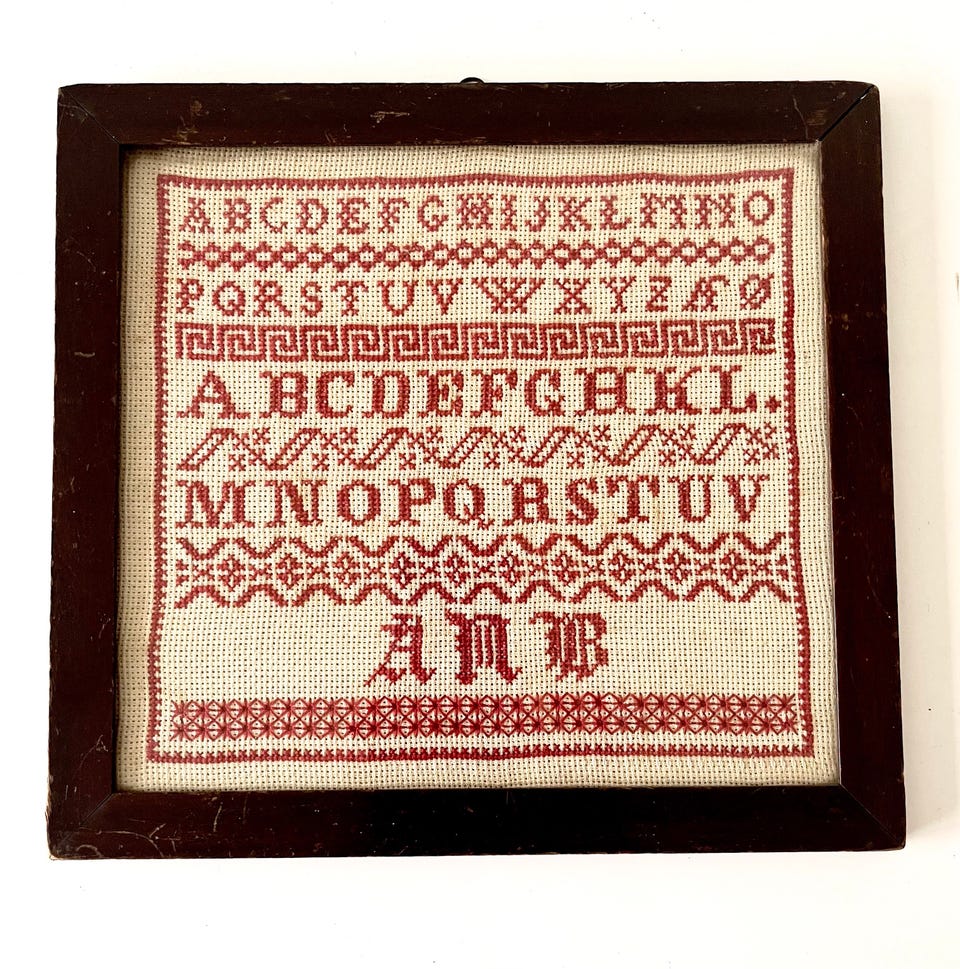 ABCDEFGHIJKLMNO
PQRSTUVWXYZÆØ
ABCDEFGHKL.
MNOPQRSTUV
AMB